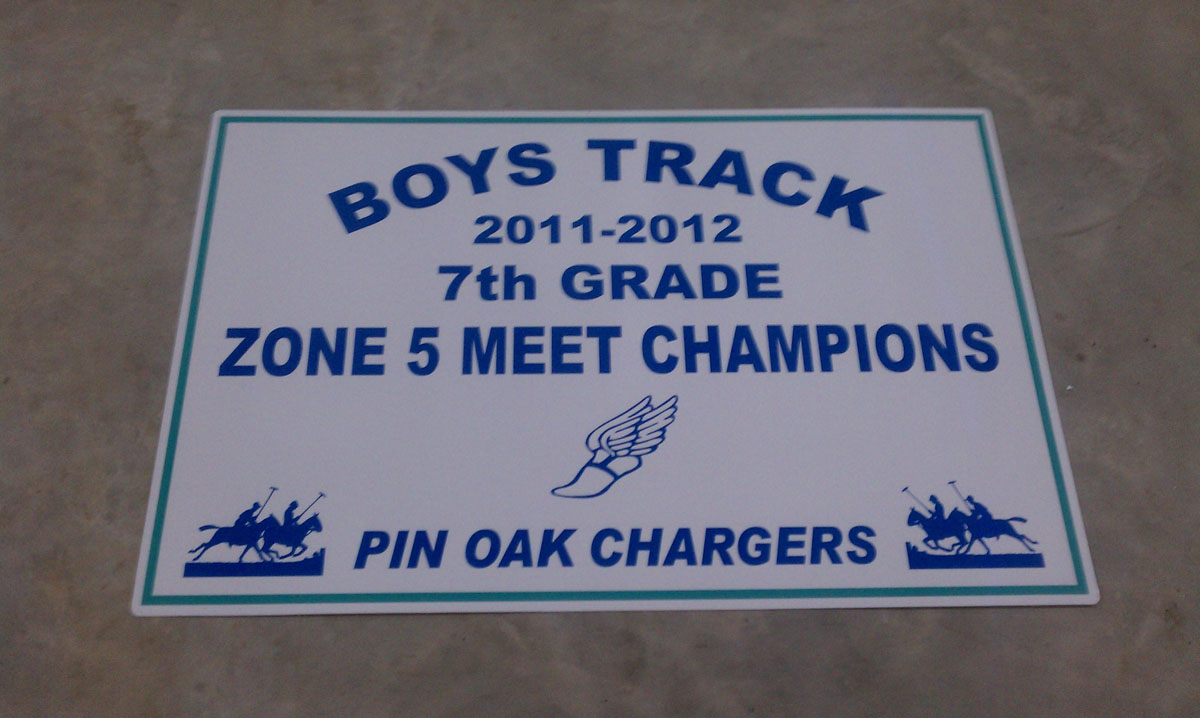 BOYS TRACK
2011-2012
7th GRADE
ZONE 5 MEET CHAMPIONS
PIN OAK CHARGERS